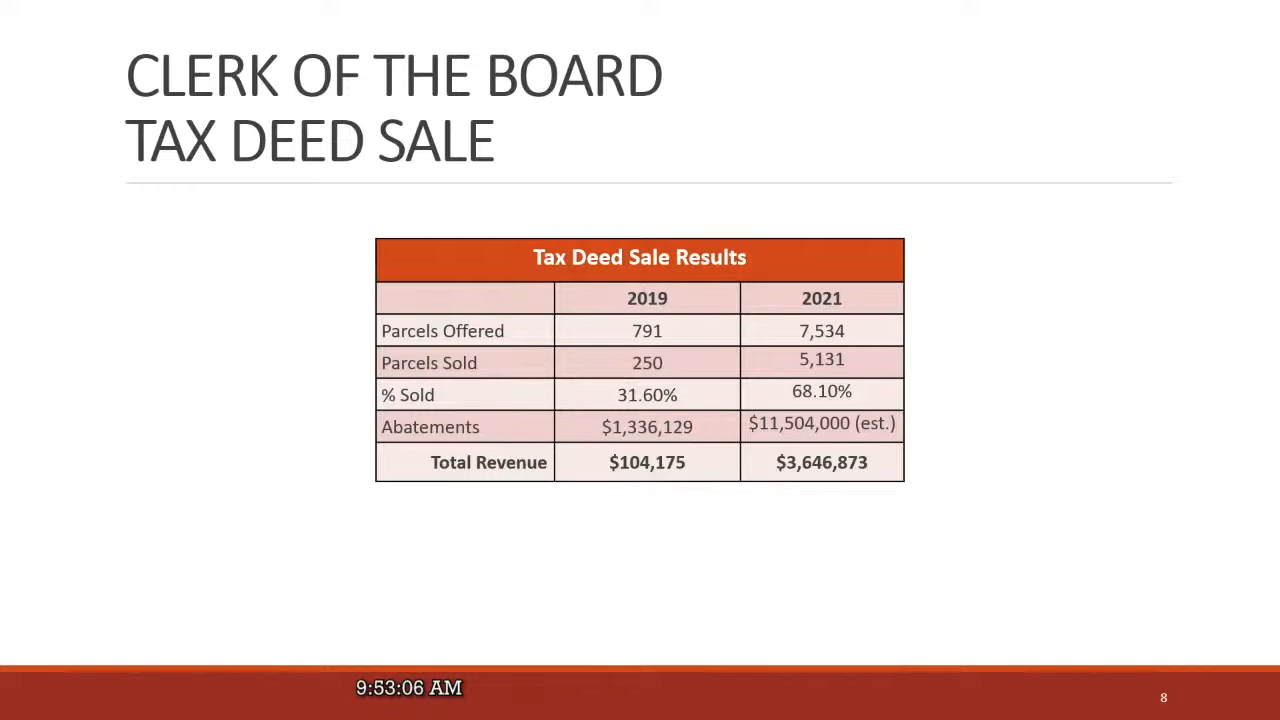 CLERK OF THE BOARD
TAX DEED SALE
Tax Deed Sale Results
2019 2021
Parcels Offered 791 7,534
Parcels Sold 250 5,131
% Sold 31.60% 68.10%
Abatements $1,336,129 $11,504,000 (est.)
Total Revenue $104,175 $3,646,873
9:53:06 AM
8